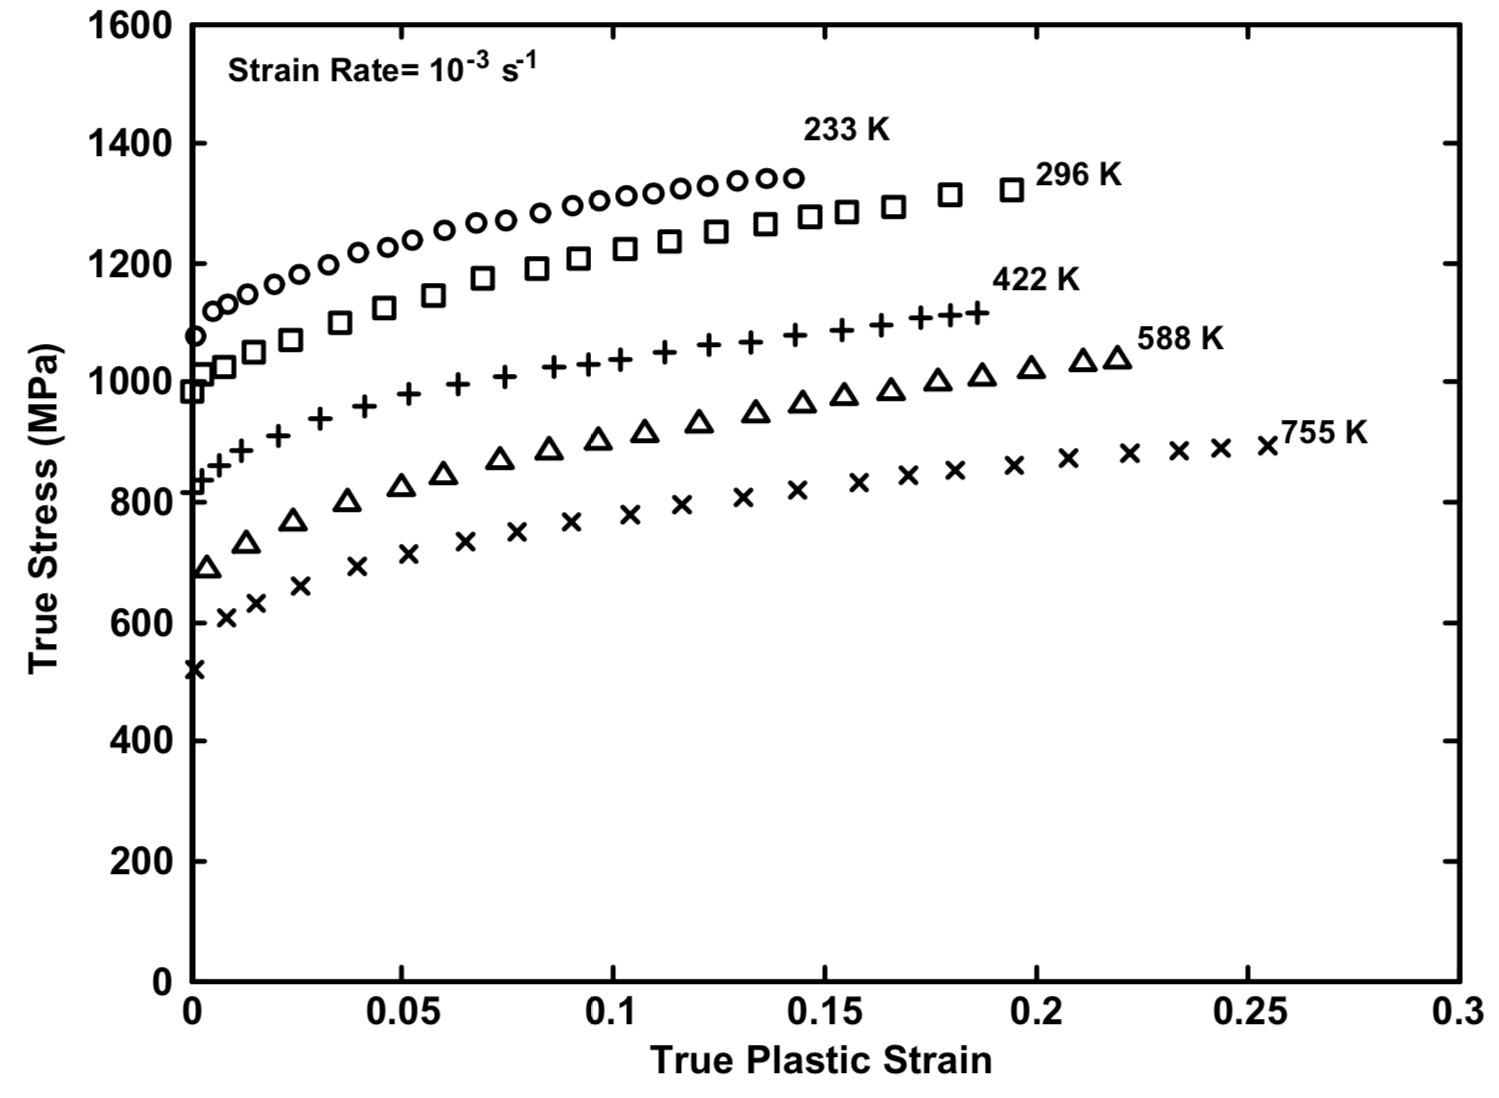 1600
Strain Rate= 10⁻³ s⁻¹
233 K
1400
296 K
1200
422 K
588 K
1000
755 K
800
600
400
200
0
0 0.05 0.1 0.15 0.2 0.25 0.3
True Plastic Strain
True Stress (MPa)